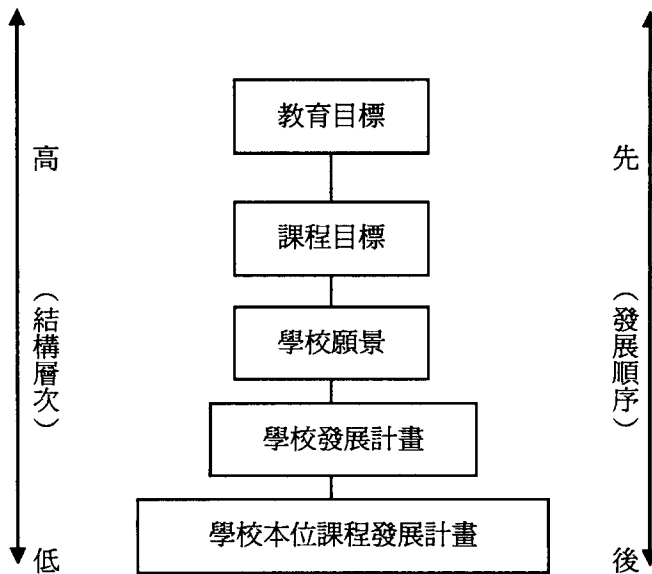 教育目標
高
先
課程目標
（結構層次）
（發展順序）
學校願景
學校發展計畫
學校本位課程發展計畫
低
後